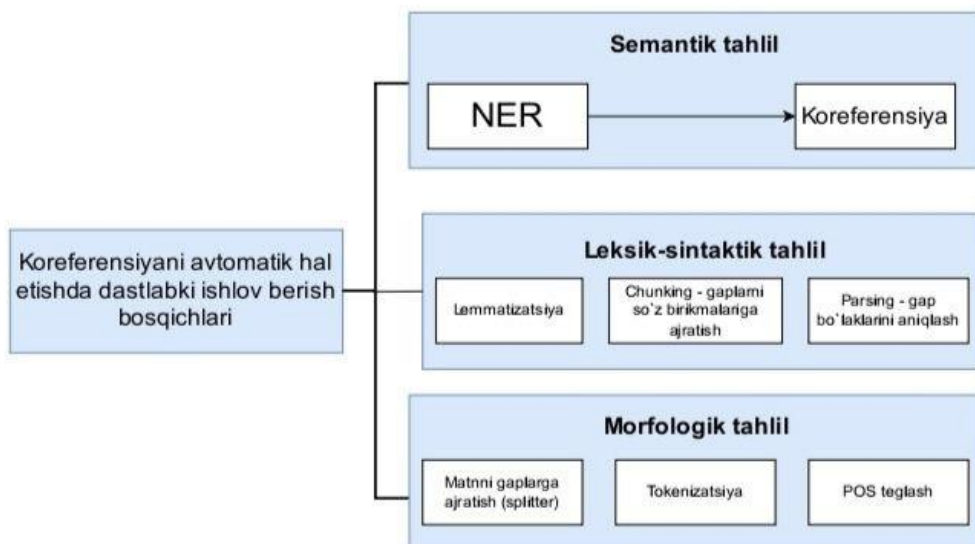 Semantik tahlil
NER
Koreferensiya
Koreferensiyani avtomatik hal
etishda dastlabki ishlov berish
bosqichlari
Leksik-sintaktik tahlil
Lemmatizatsiya
Chunking - gaplarni
so`z birikmalariga
ajratish
Parsing - gap
bo`laklarini aniqlash
Morfologik tahlil
Matnni gaplarga
ajratish (splitter)
Tokenizatsiya
POS teglash